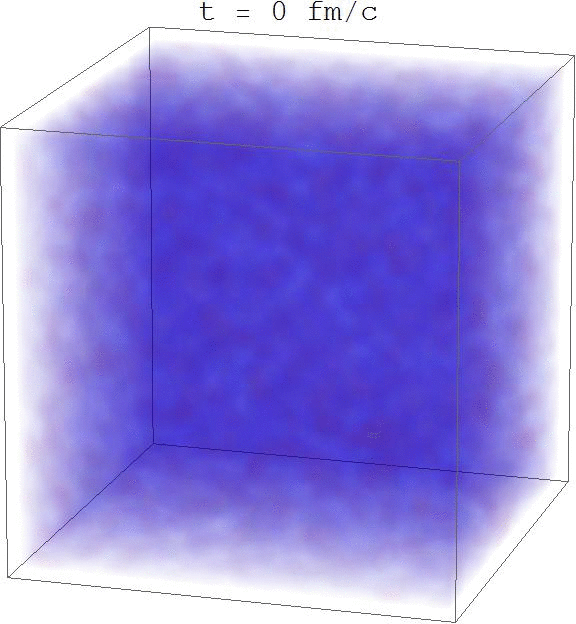 t = 0 fm/c